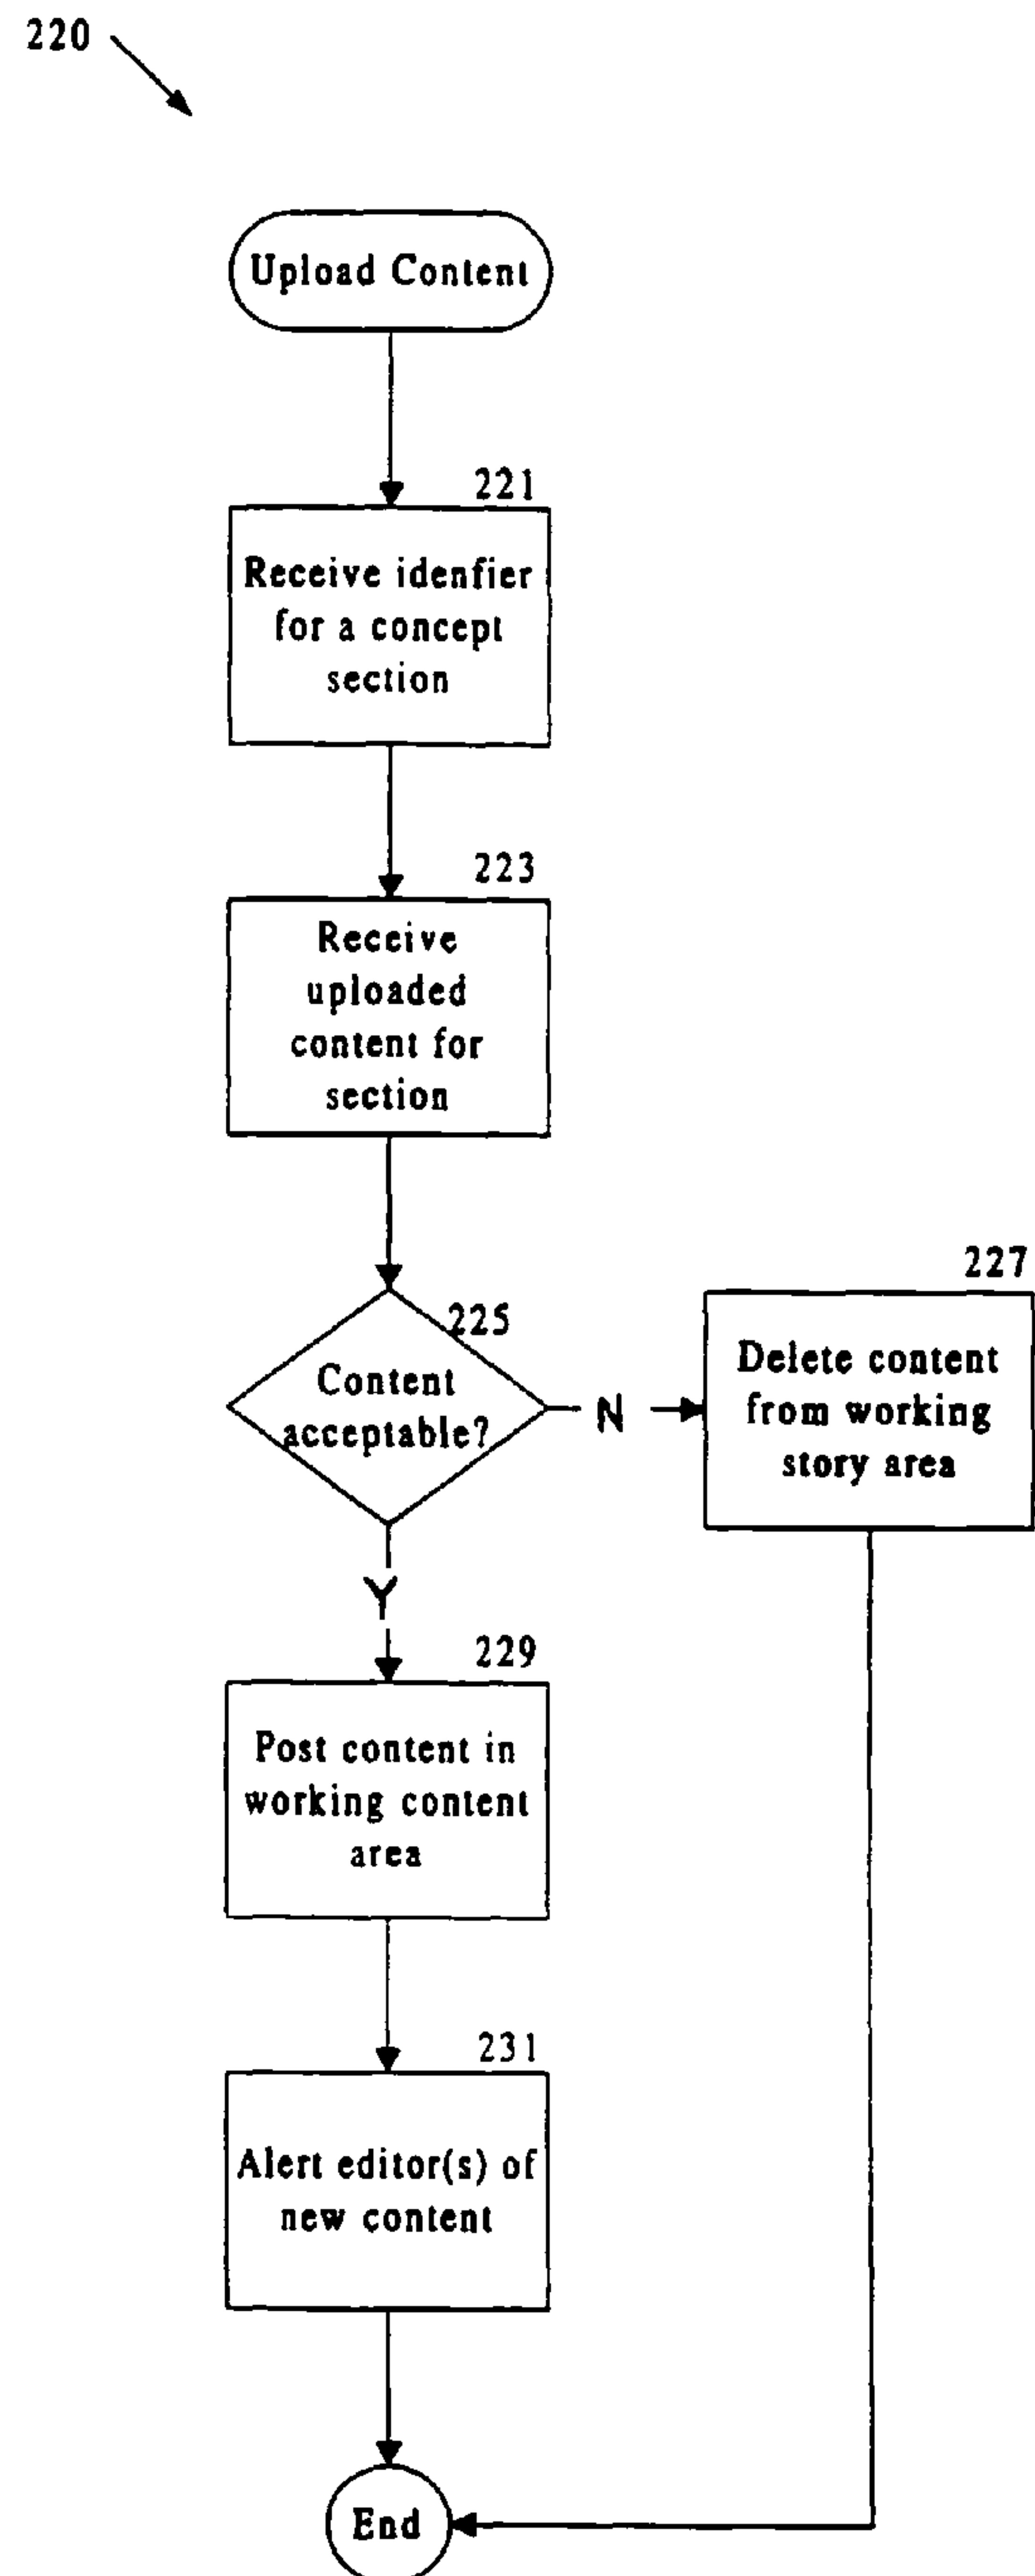 220
Upload Content
221
Receive idenfier
for a concept
section
223
Receive
uploaded
content for
section
225
Content
acceptable?
N
227
Delete content
from working
story area
Y
229
Post content in
working content
area
231
Alert editor(s) of
new content
End